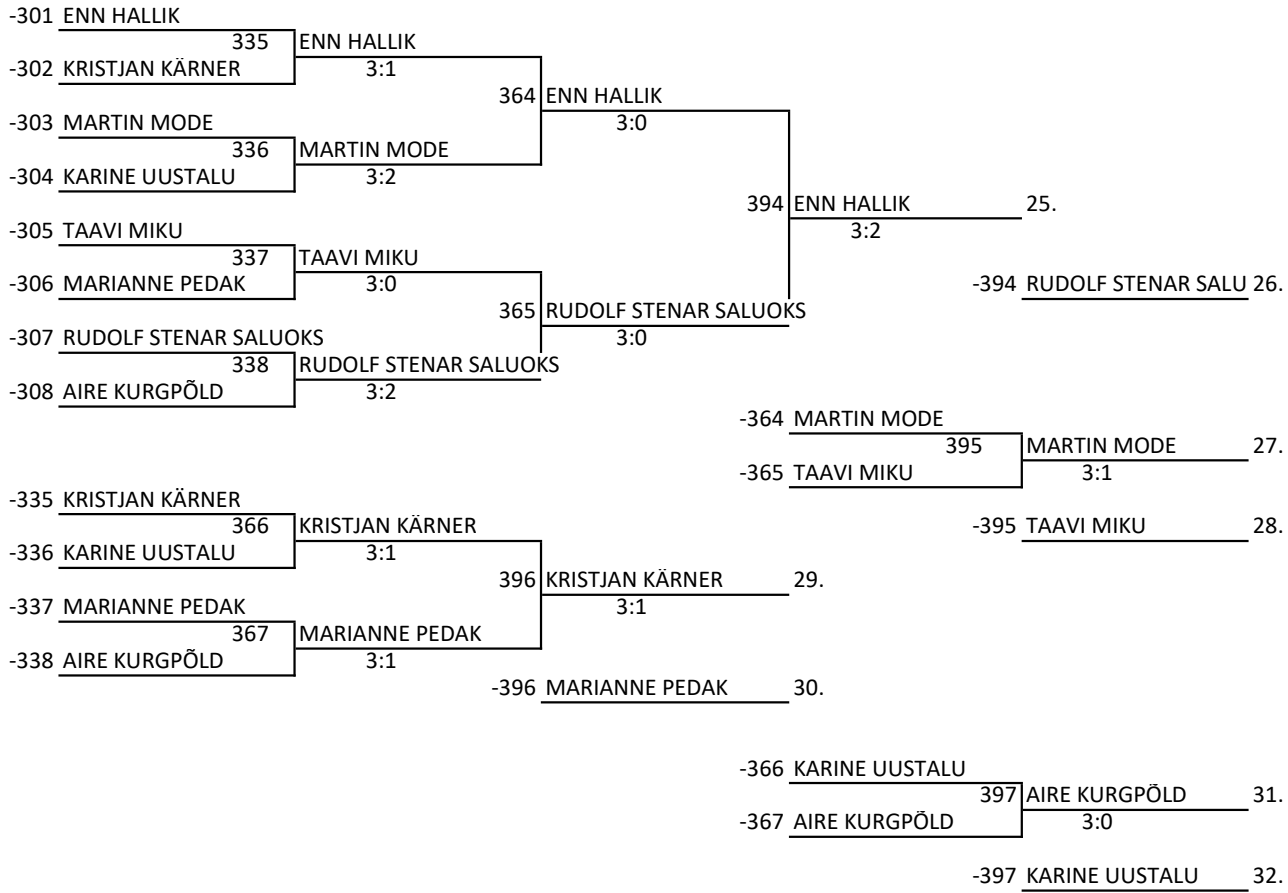 -301 ENN HALLIK
335 ENN HALLIK
-302 KRISTJAN KÄRNER 3:1
364 ENN HALLIK
-303 MARTIN MODE 3:0
336 MARTIN MODE
-304 KARINE UUSTALU 3:2
394 ENN HALLIK 25.
-305 TAAVI MIKU 3:2
337 TAAVI MIKU
-306 MARIANNE PEDAK 3:0 -394 RUDOLF STENAR SALU 26.
365 RUDOLF STENAR SALUOKS
-307 RUDOLF STENAR SALUOKS 3:0
338 RUDOLF STENAR SALUOKS
-308 AIRE KURGPÕLD 3:2
-364 MARTIN MODE
395 MARTIN MODE 27.
-365 TAAVI MIKU 3:1
-335 KRISTJAN KÄRNER
366 KRISTJAN KÄRNER -395 TAAVI MIKU 28.
-336 KARINE UUSTALU 3:1
396 KRISTJAN KÄRNER 29.
-337 MARIANNE PEDAK 3:1
367 MARIANNE PEDAK
-338 AIRE KURGPÕLD 3:1
-396 MARIANNE PEDAK 30.
-366 KARINE UUSTALU
397 AIRE KURGPÕLD 31.
-367 AIRE KURGPÕLD 3:0
-397 KARINE UUSTALU 32.